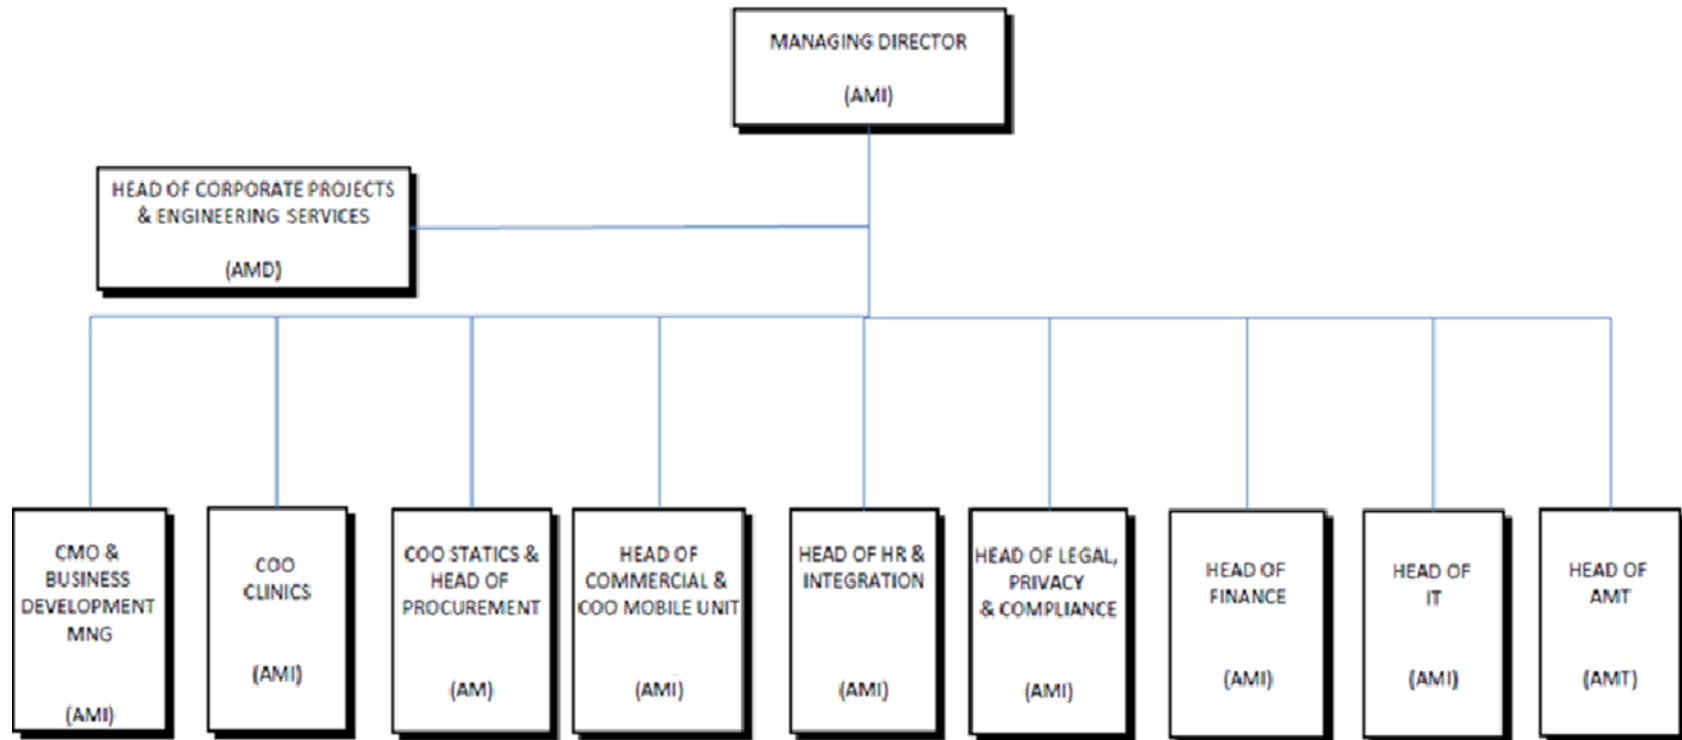 MANAGING DIRECTOR
(AMI)
HEAD OF CORPORATE PROJECTS
& ENGINEERING SERVICES
(AMD)
CMO &
BUSINESS
DEVELOPMENT
MNG
(AMI)
COO
CLINICS
(AMI)
COO STATICS &
HEAD OF
PROCUREMENT
(AM)
HEAD OF
COMMERCIAL &
COO MOBILE UNIT
(AMI)
HEAD OF HR &
INTEGRATION
(AMI)
HEAD OF LEGAL,
PRIVACY
& COMPLIANCE
(AMI)
HEAD OF
FINANCE
(AMI)
HEAD OF
IT
(AMI)
HEAD OF
AMT
(AMT)